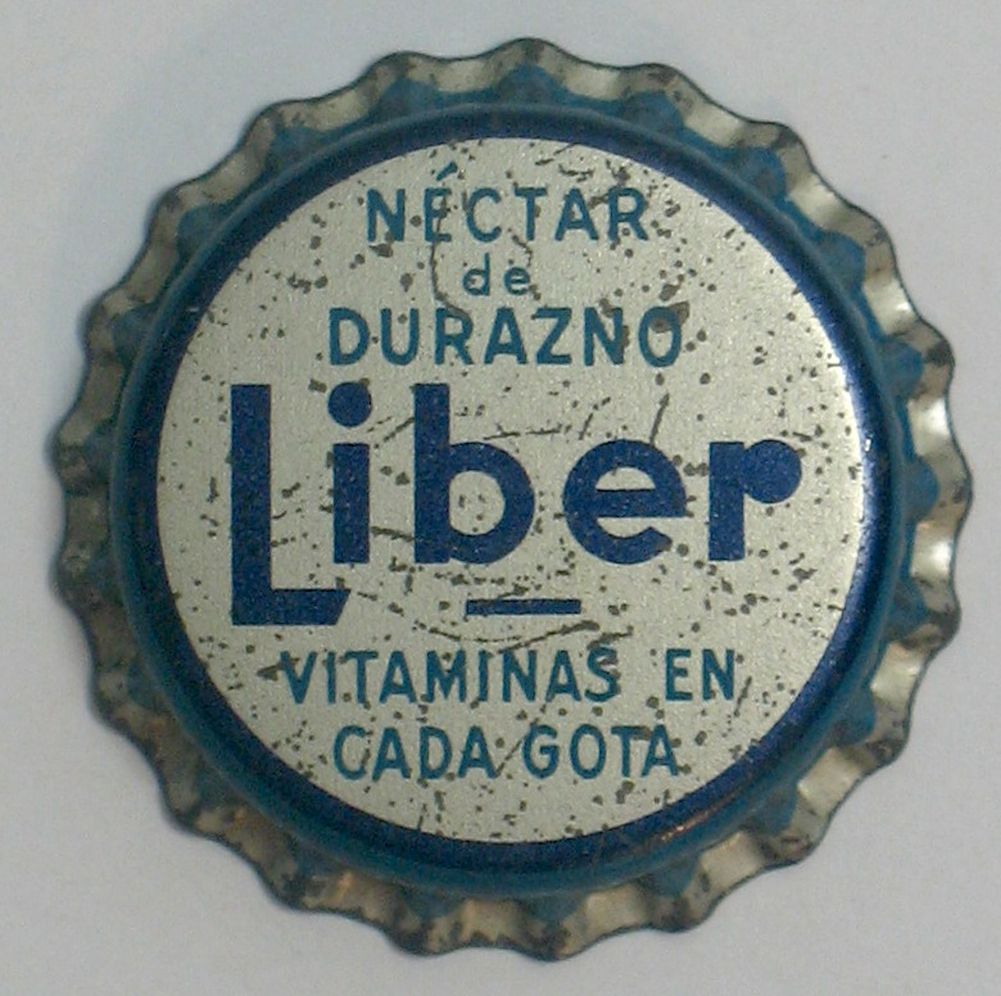 NÉCTAR
de
DURAZNO
Liber
VITAMINAS EN
CADA GOTA